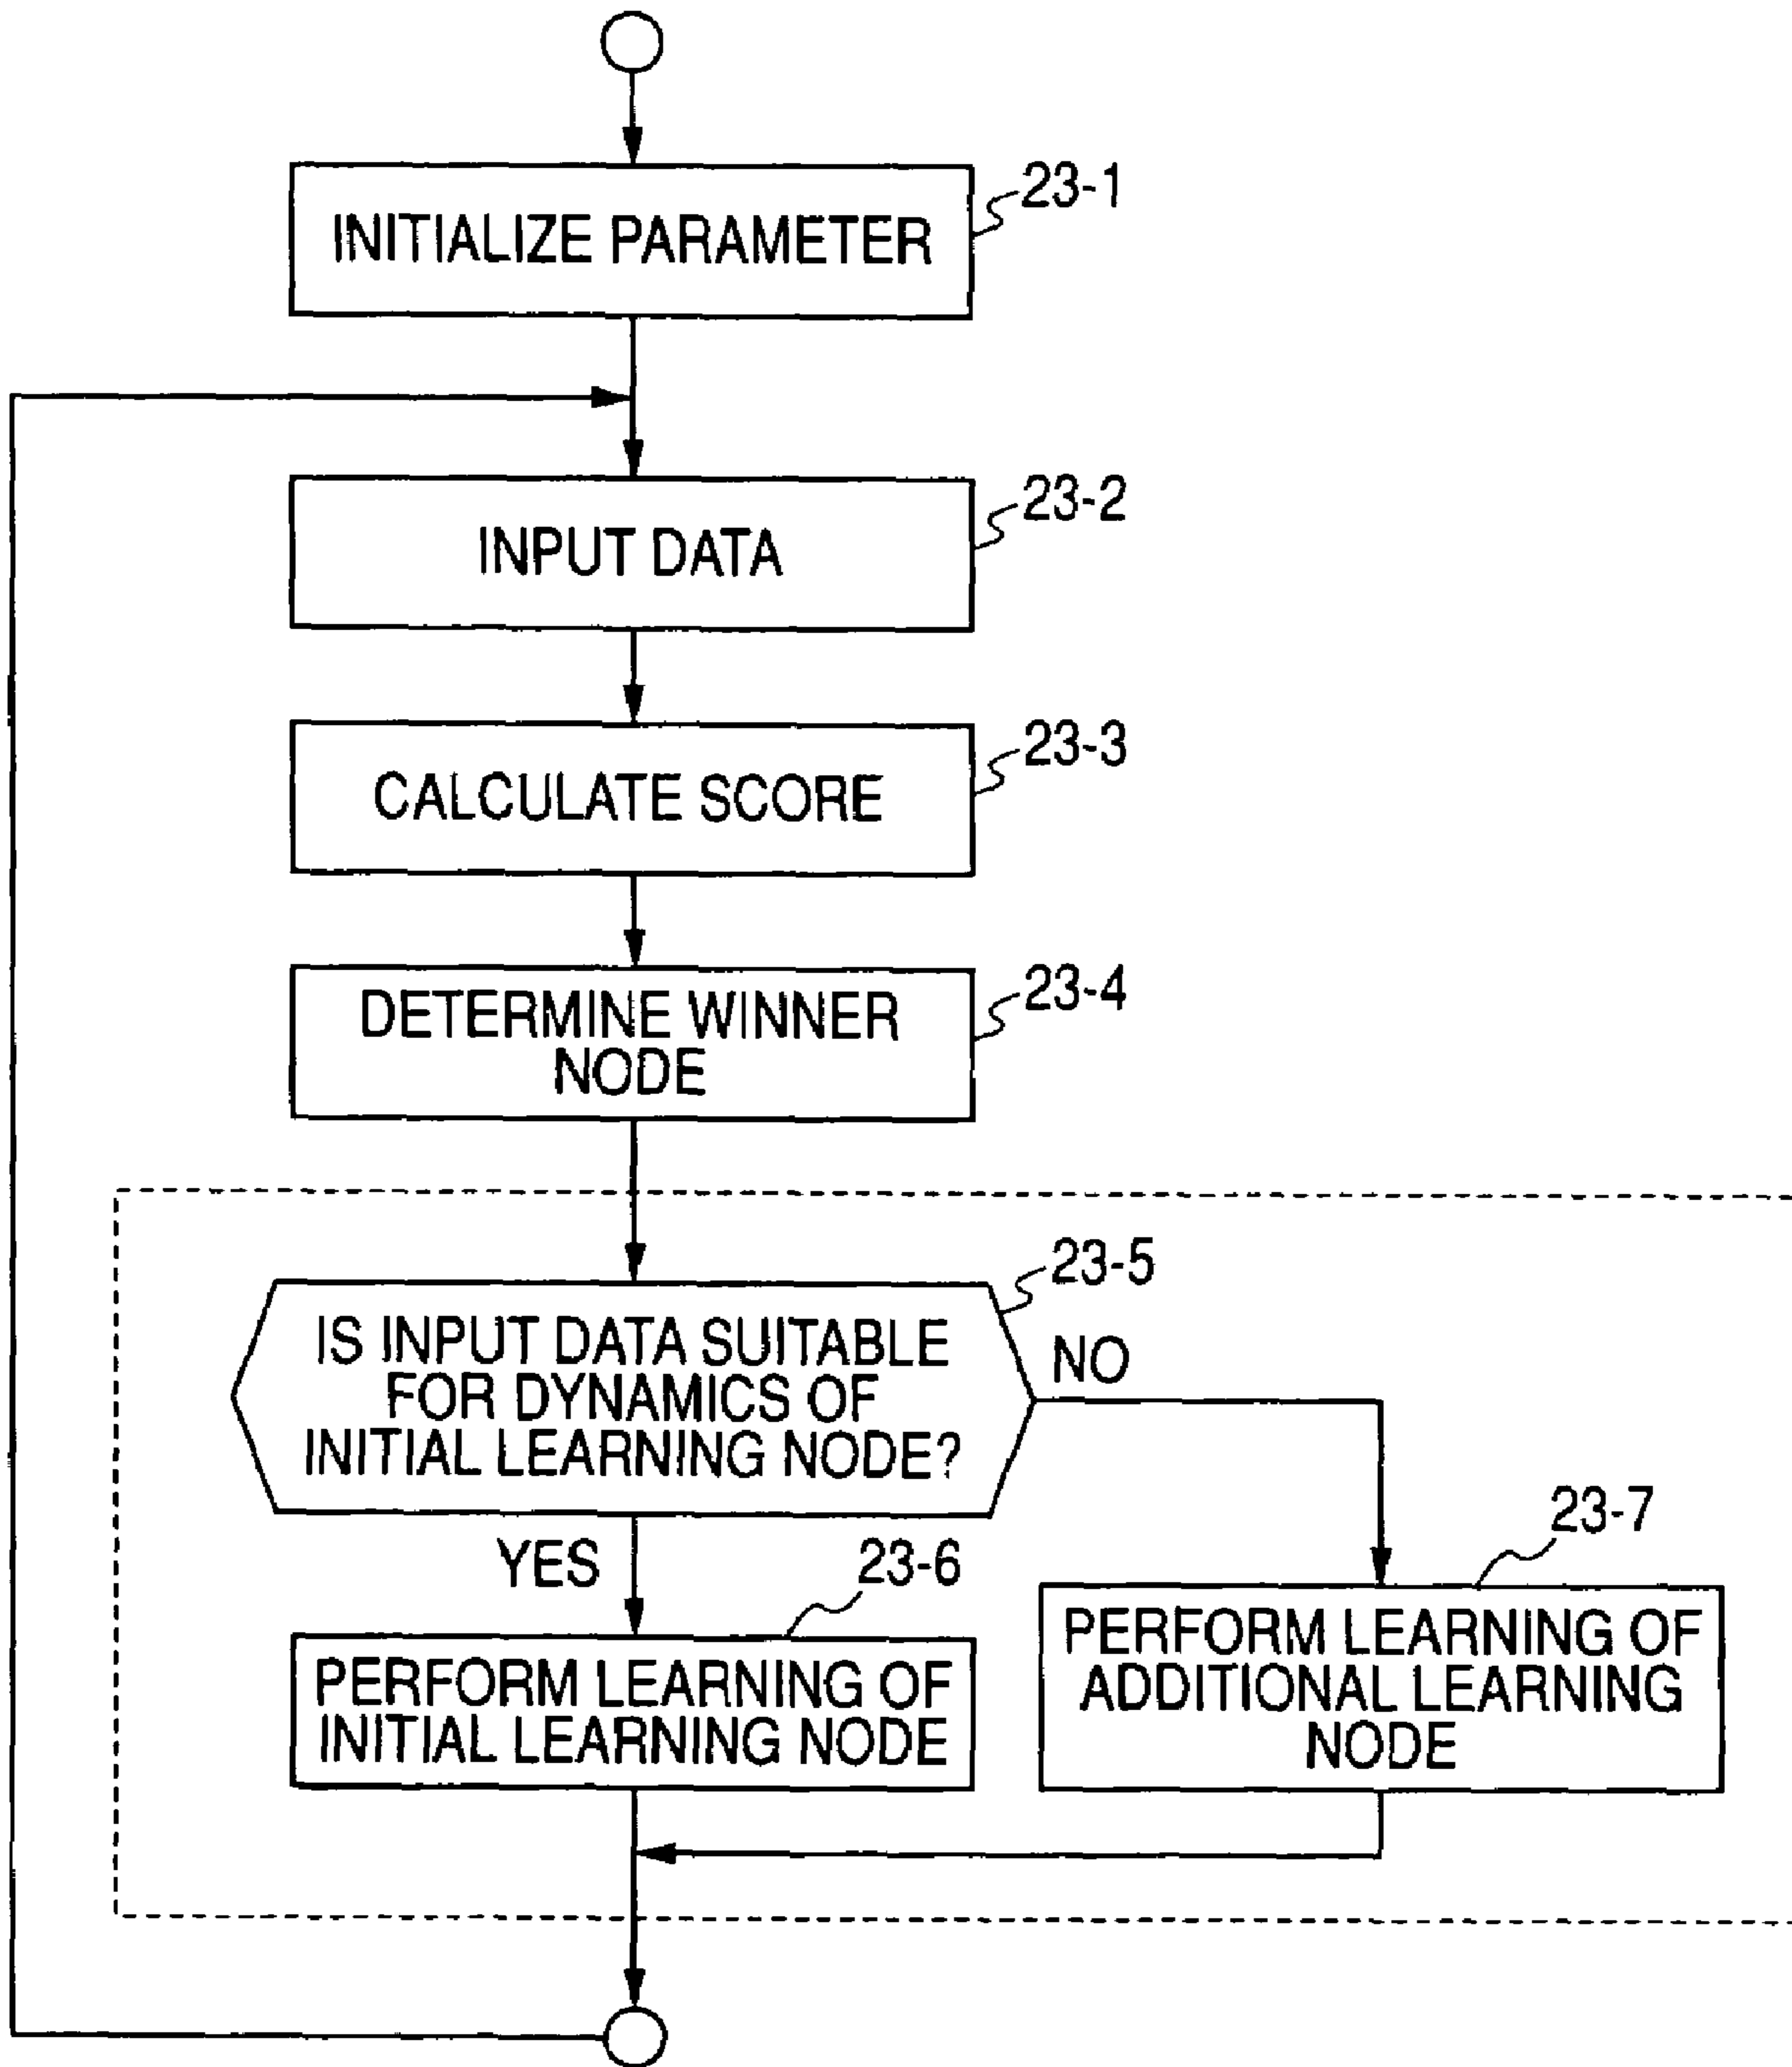 23-1
INITIALIZE PARAMETER
23-2
INPUT DATA
23-3
CALCULATE SCORE
23-4
DETERMINE WINNER
NODE
23-5
IS INPUT DATA SUITABLE
FOR DYNAMICS OF
INITIAL LEARNING NODE?
NO
YES
23-6
PERFORM LEARNING OF
INITIAL LEARNING NODE
23-7
PERFORM LEARNING OF
ADDITIONAL LEARNING
NODE